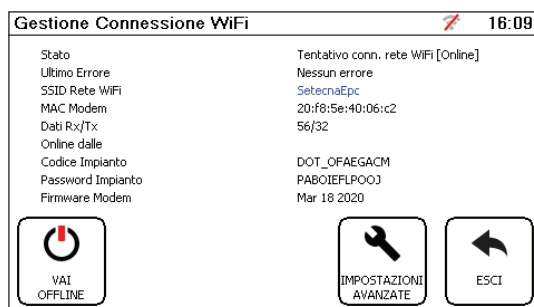 Gestione Connessione WiFi 16:09
Stato Tentativo conn. rete WiFi [Online]
Ultimo Errore Nessun errore
SSID Rete WiFi SetecnaEpc
MAC Modem 20:f8:5e:40:06:c2
Dati Rx/Tx 56/32
Online dalle
Codice Impianto DOT_OFAEGACM
Password Impianto PABOIEFLPOOJ
Firmware Modem Mar 18 2020
VAI
OFFLINE
IMPOSTAZIONI
AVANZATE
ESCI